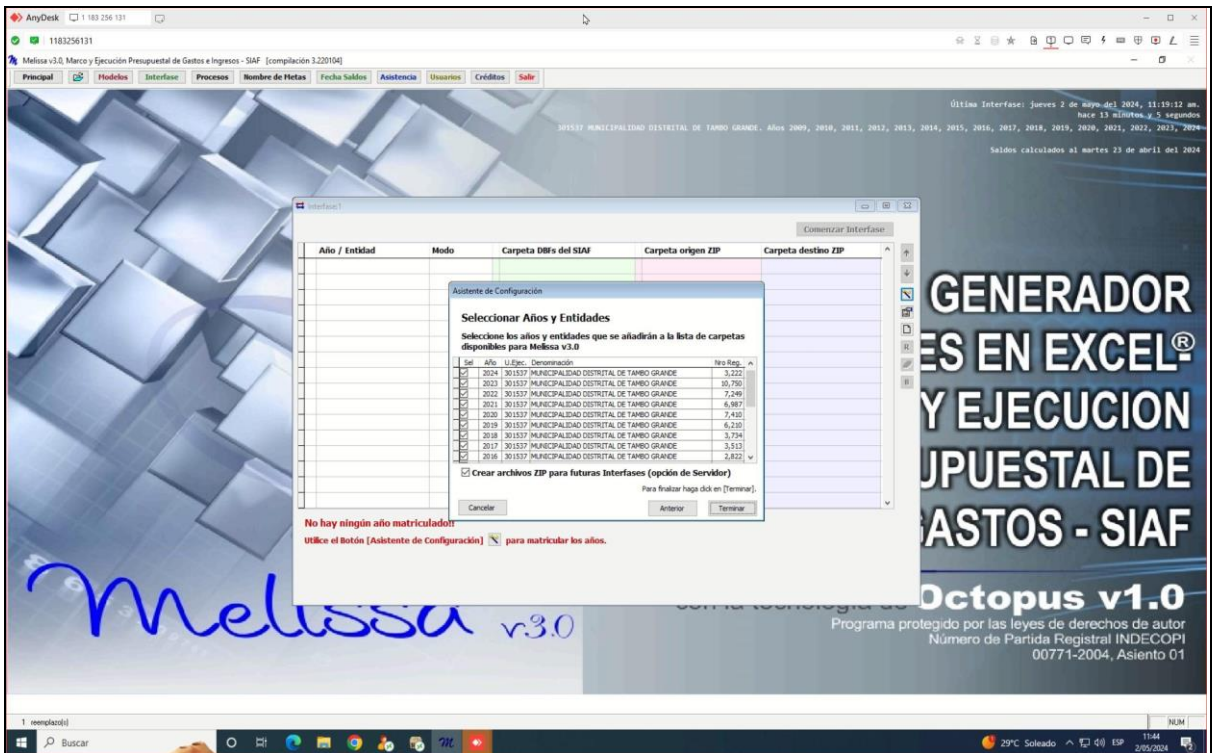 AnyDesk 1 183 256 131
1183256131
Melissa v3.0, Marco y Ejecución Presupuestal de Gastos e Ingresos - SIAF [compilación 3.220104]
Principal Modelos Interfase Procesos Nombre de Metas Fecha Saldos Asistencia Usuarios Créditos Salir
Última Interfase: jueves 2 de mayo del 2024, 11:19:12 am.
hace 13 minutos y 5 segundos
301537 MUNICIPALIDAD DISTRITAL DE TAMBO GRANDE. Años 2009, 2010, 2011, 2012, 2013, 2014, 2015, 2016, 2017, 2018, 2019, 2020, 2021, 2022, 2023, 2024
Saldos calculados al martes 23 de abril del 2024
Interfase:1
Comenzar Interfase
Año / Entidad Modo Carpeta DBFs del SIAF Carpeta origen ZIP Carpeta destino ZIP
Asistente de Configuración
Seleccionar Años y Entidades
Seleccione los años y entidades que se añadirán a la lista de carpetas
disponibles para Melissa v3.0
Sel Año U.Ejec. Denominación Nro Reg.
2024 301537 MUNICIPALIDAD DISTRITAL DE TAMBO GRANDE 3,222
2023 301537 MUNICIPALIDAD DISTRITAL DE TAMBO GRANDE 10,750
2022 301537 MUNICIPALIDAD DISTRITAL DE TAMBO GRANDE 7,249
2021 301537 MUNICIPALIDAD DISTRITAL DE TAMBO GRANDE 6,987
2020 301537 MUNICIPALIDAD DISTRITAL DE TAMBO GRANDE 7,410
2019 301537 MUNICIPALIDAD DISTRITAL DE TAMBO GRANDE 6,210
2018 301537 MUNICIPALIDAD DISTRITAL DE TAMBO GRANDE 3,734
2017 301537 MUNICIPALIDAD DISTRITAL DE TAMBO GRANDE 3,513
2016 301537 MUNICIPALIDAD DISTRITAL DE TAMBO GRANDE 2,822
Crear archivos ZIP para futuras Interfases (opción de Servidor)
Para finalizar haga click en [Terminar].
Cancelar Anterior Terminar
No hay ningún año matriculado!!
Utilice el Botón [Asistente de Configuración] para matricular los años.
GENERADOR
ES EN EXCEL®
Y EJECUCION
UPUESTAL DE
ASTOS - SIAF
Octopus v1.0
Programa protegido por las leyes de derechos de autor
Número de Partida Registral INDECOPI
00771-2004, Asiento 01
Melissa v3.0
1 reemplazo(s) NUM
Buscar
29°C Soleado ESP 11:44
2/05/2024